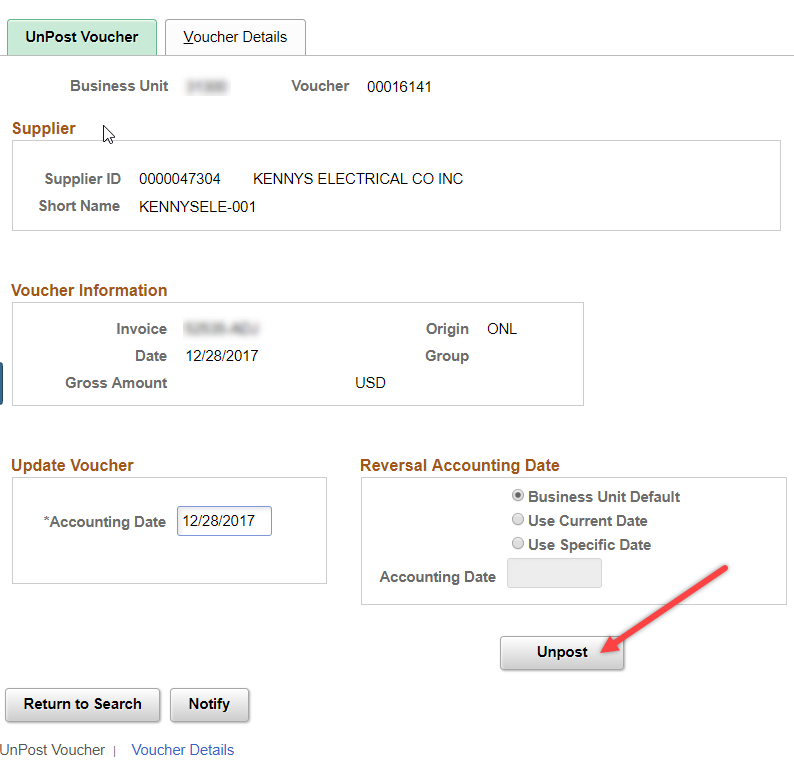 UnPost Voucher Voucher Details
Business Unit Voucher 00016141
Supplier
Supplier ID 0000047304 KENNYS ELECTRICAL CO INC
Short Name KENNYSELE-001
Voucher Information
Invoice Origin ONL
Date 12/28/2017 Group
Gross Amount USD
Update Voucher Reversal Accounting Date
Business Unit Default
*Accounting Date 12/28/2017 Use Current Date
Use Specific Date
Accounting Date
Unpost
Return to Search Notify
UnPost Voucher | Voucher Details